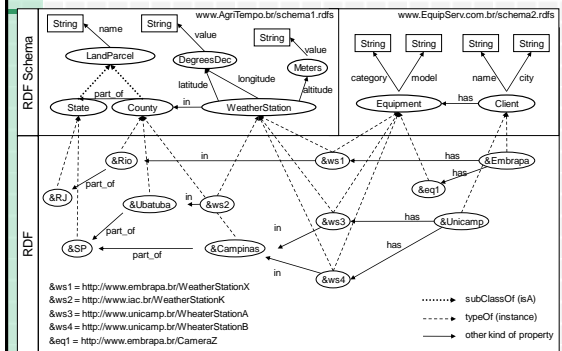 www.AgriTempo.br/schema1.rdfs
www.EquipServ.com.br/schema2.rdfs
RDF Schema
String
name
LandParcel
String
value
DegreesDec
String
value
Meters
latitude
longitude
altitude
State
part_of
County
in
WeatherStation
String
String
category
model
Equipment
String
String
name
city
has
Client
RDF
&Rio
in
&ws1
has
&Embrapa
part_of
&RJ
has
&eq1
&Ubatuba
in
&ws2
part_of
in
&ws3
has
&Unicamp
&SP
part_of
&Campinas
has
in
&ws4
&ws1 = http://www.embrapa.br/WeatherStationX
&ws2 = http://www.iac.br/WeatherStationK
&ws3 = http://www.unicamp.br/WheaterStationA
&ws4 = http://www.unicamp.br/WheaterStationB
&eq1 = http://www.embrapa.br/CameraZ
subClassOf (isA)
typeOf (instance)
other kind of property